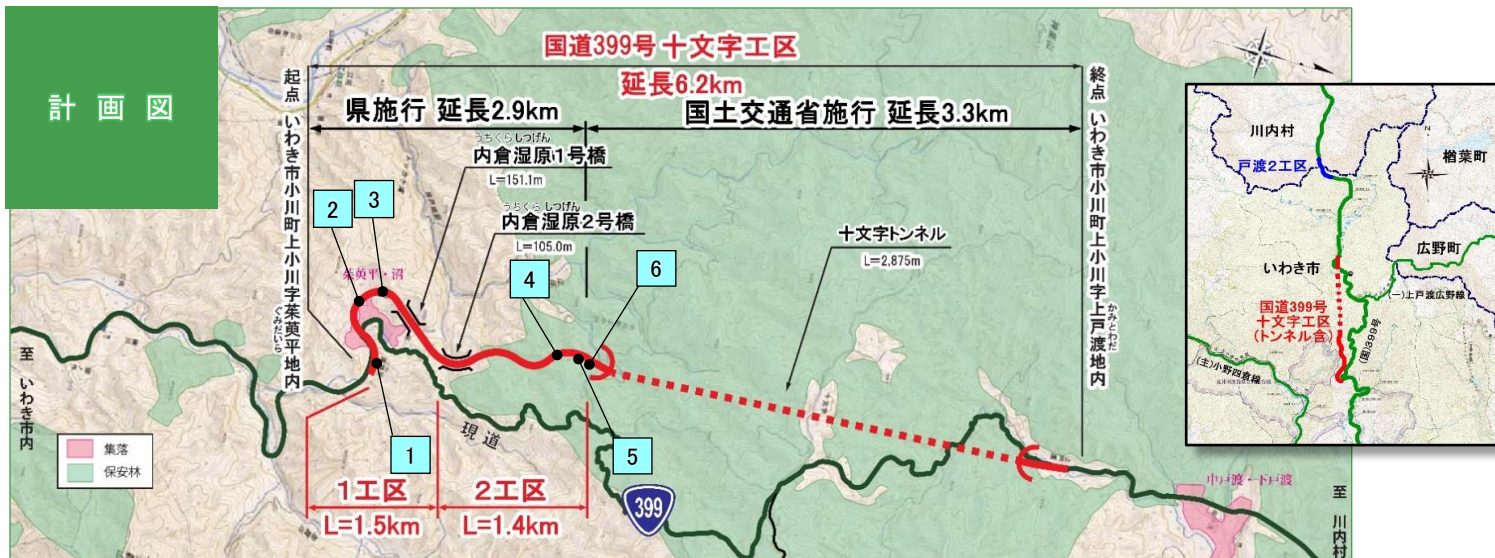 計画図
国道399号 十文字工区
延長6.2km
県施行 延長2.9km
国土交通省施行 延長3.3km
起点 いわき市小川町上小川字茱萸平地内
ぐみだいら
終点 いわき市小川町上小川字上戸渡地内
かみとわだ
うちくらしつげん
内倉湿原1号橋
L=151.1m
うちくら しつげん
内倉湿原2号橋
L=105.0m
十文字トンネル
L=2,875m
2
3
4
6
茱萸平・沼
1
5
現道
至 いわき市内
集落
保安林
1工区
L=1.5km
2工区
L=1.4km
399
中戸渡・下戸渡
至 川内村
川内村
戸渡2工区
楢葉町
N
広野町
いわき市
(一)上戸渡広野線
国道399号
十文字工区
(トンネル含)
(国)399号
(主)小野四倉線